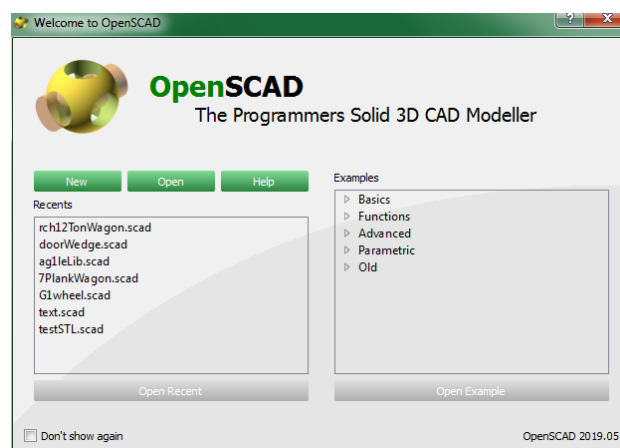 Welcome to OpenSCAD
OpenSCAD
The Programmers Solid 3D CAD Modeller
New Open Help
Recents
rch12TonWagon.scad
doorWedge.scad
ag1leLib.scad
7PlankWagon.scad
G1wheel.scad
text.scad
testSTL.scad
Open Recent
Examples
Basics
Functions
Advanced
Parametric
Old
Open Example
Don't show again
OpenSCAD 2019.05